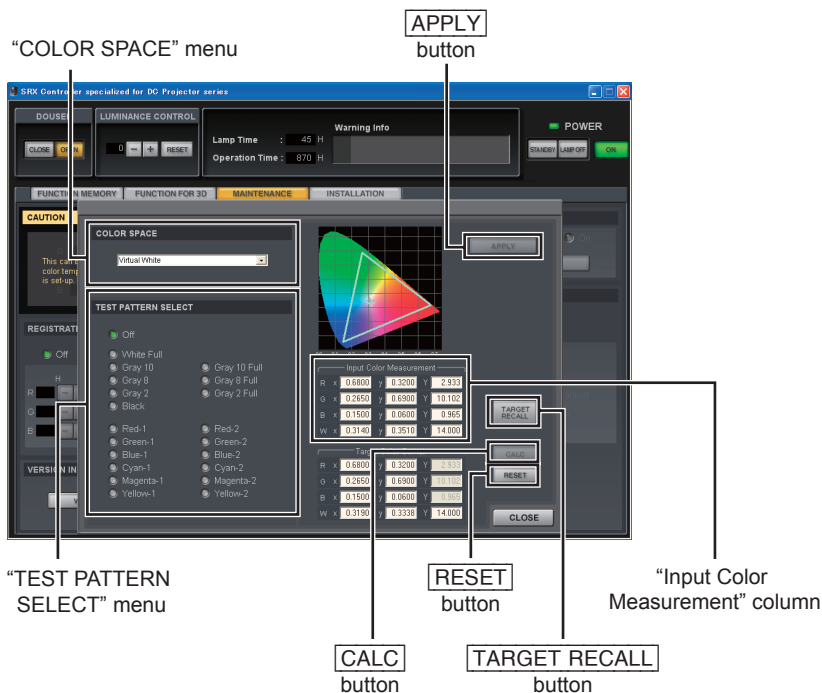 “COLOR SPACE” menu
APPLY
button
SRX Controller specialized for DC Projector series
DOUSER
LUMINANCE CONTROL
CLOSE OPEN
0 - + RESET
Lamp Time : 45 H
Operation Time : 870 H
Warning Info
POWER
STANDBY LAMP OFF ON
FUNCTION MEMORY FUNCTION FOR 3D MAINTENANCE INSTALLATION
CAUTION
This can b
color temp
is set-up.
REGISTRATI
Off
H
R
G
B
VERSION IN
V
COLOR SPACE
Virtual White
TEST PATTERN SELECT
Off
White Full
Gray 10 Gray 10 Full
Gray 8 Gray 8 Full
Gray 2 Gray 2 Full
Black
Red-1 Red-2
Green-1 Green-2
Blue-1 Blue-2
Cyan-1 Cyan-2
Magenta-1 Magenta-2
Yellow-1 Yellow-2
APPLY
On
Input Color Measurement
R x 0.6800 y 0.3200 Y 2.933
G x 0.2650 y 0.6900 Y 10.102
B x 0.1500 y 0.0600 Y 0.965
W x 0.3140 y 0.3510 Y 14.000
TARGET
RECALL
CALC
RESET
R x 0.6800 y 0.3200 Y 2.933
G x 0.2650 y 0.6900 Y 10.102
B x 0.1500 y 0.0600 Y 0.965
W x 0.3190 y 0.3338 Y 14.000
CLOSE
“TEST PATTERN
SELECT” menu
RESET
button
“Input Color
Measurement” column
CALC
button
TARGET RECALL
button